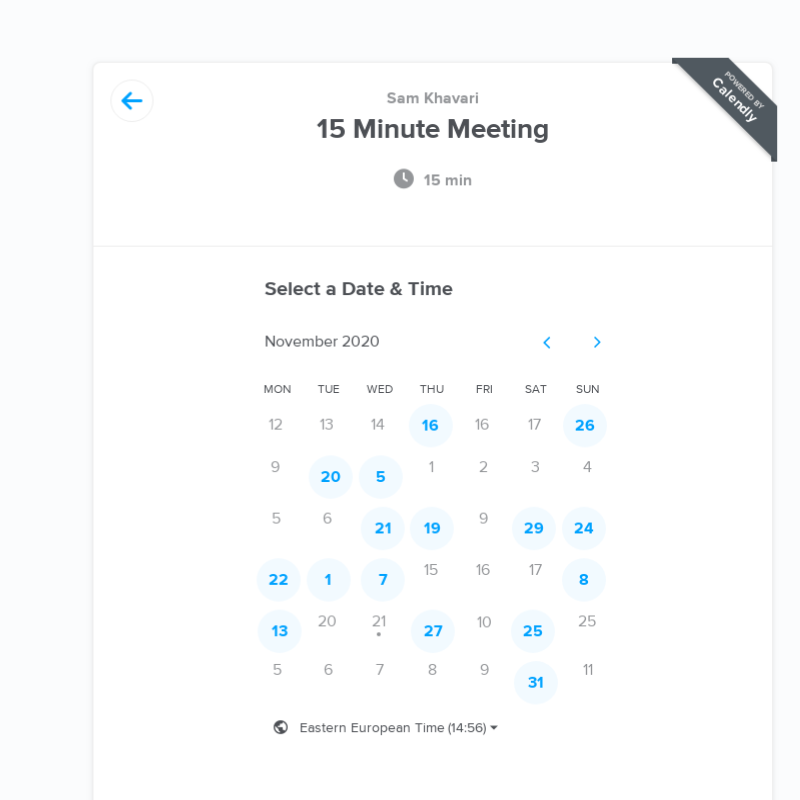 POWERED BY
Calendly
Sam Khavari
15 Minute Meeting
15 min
Select a Date & Time
November 2020
MON TUE WED THU FRI SAT SUN
12 13 14 16 16 17 26
9 20 5 1 2 3 4
5 6 21 19 9 29 24
22 1 7 15 16 17 8
13 20 21 27 10 25 25
5 6 7 8 9 31 11
Eastern European Time (14:56)